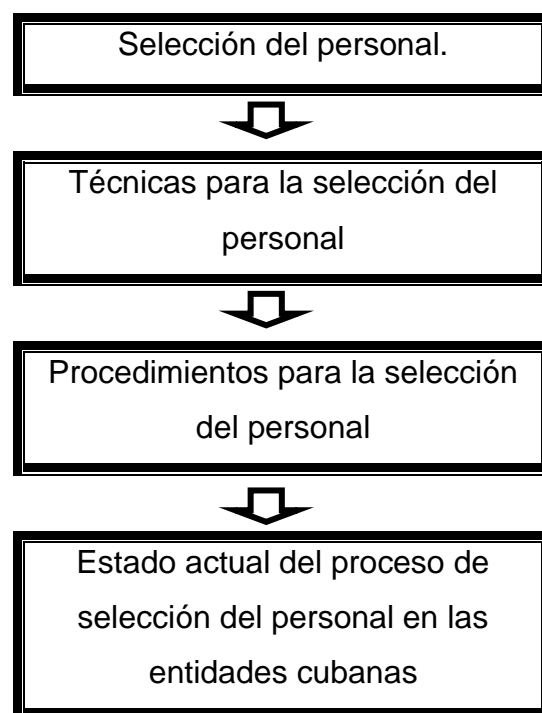 Selección del personal.
Técnicas para la selección del
personal
Procedimientos para la selección
del personal
Estado actual del proceso de
selección del personal en las
entidades cubanas